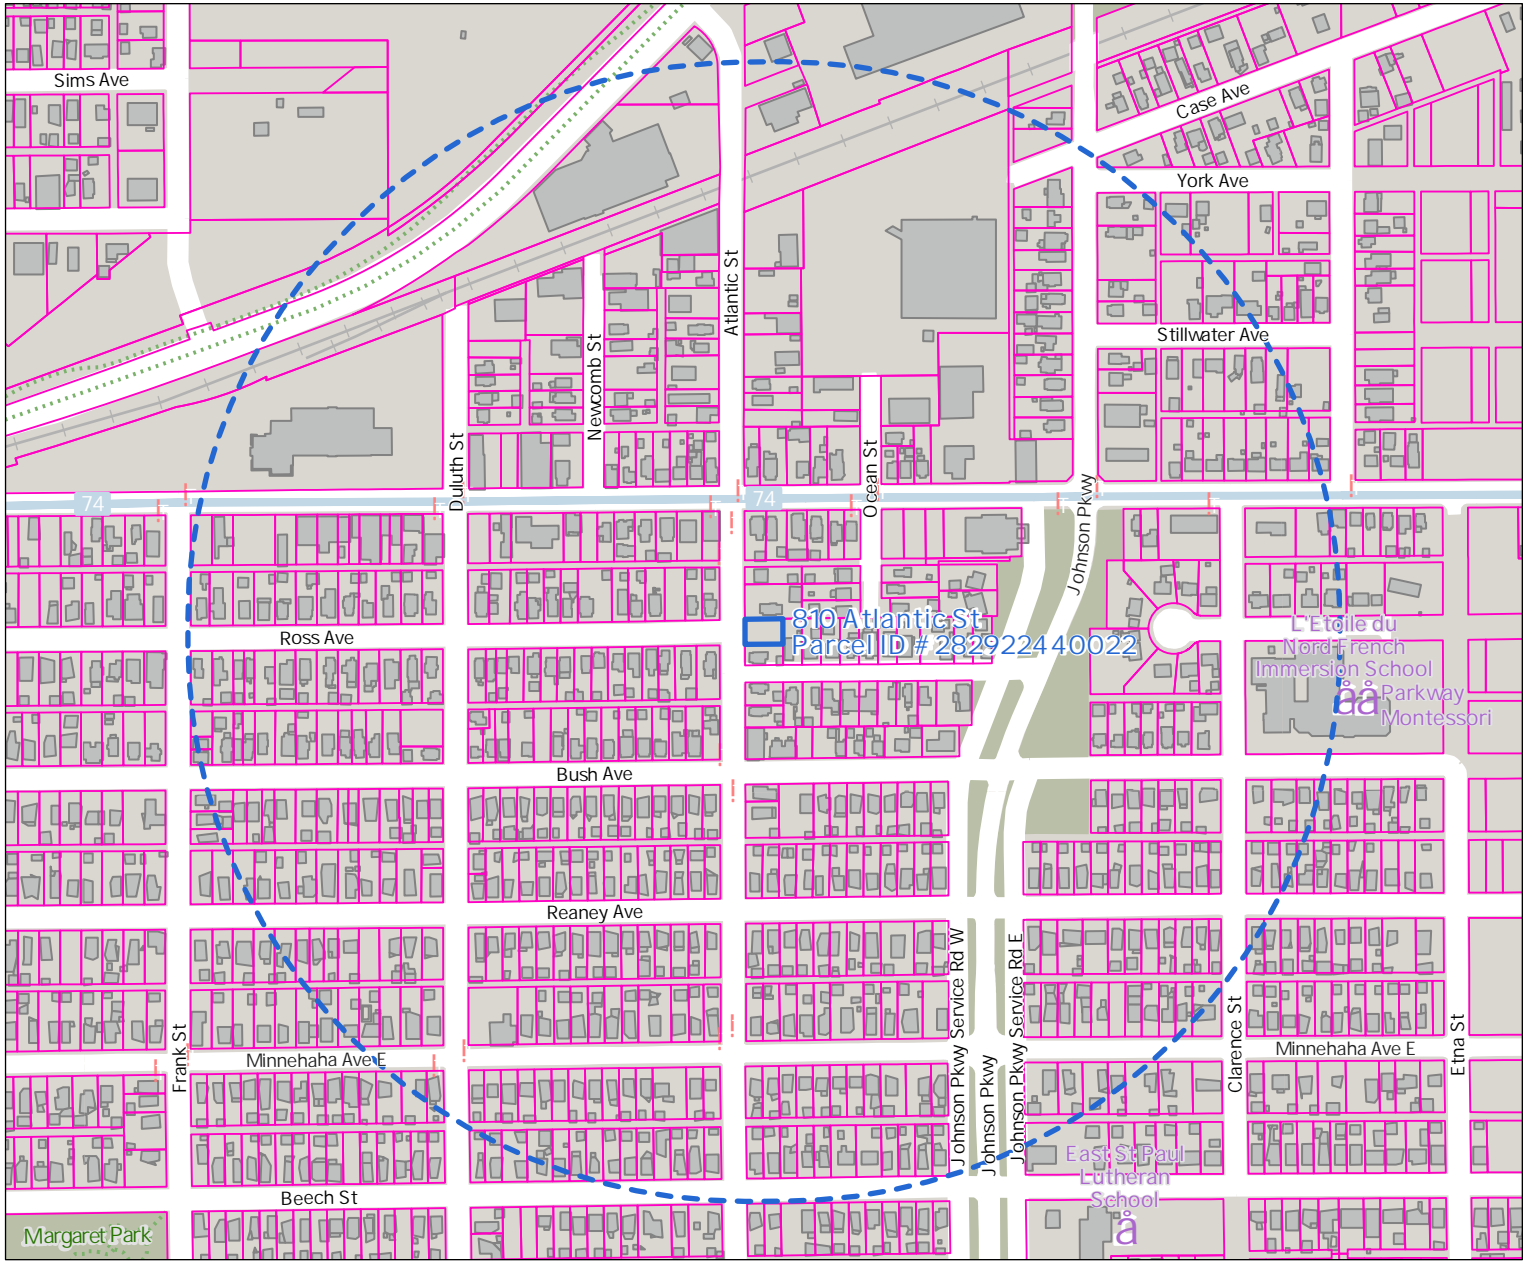 Sims Ave
Case Ave
York Ave
Atlantic St
Stillwater Ave
Newcomb St
Duluth St
Ocean St
74
74
Johnson Pkwy
810 Atlantic St
Parcel ID # 282922440022
Ross Ave
L'Etoile du
Nord French
Immersion School
åå
Parkway
Montessori
Bush Ave
Reaney Ave
Johnson Pkwy Service Rd W
Johnson Pkwy
Johnson Pkwy Service Rd E
Frank St
Minnehaha Ave E
Clarence St
Minnehaha Ave E
Etna St
East St Paul
Lutheran
School
å
Beech St
Margaret Park